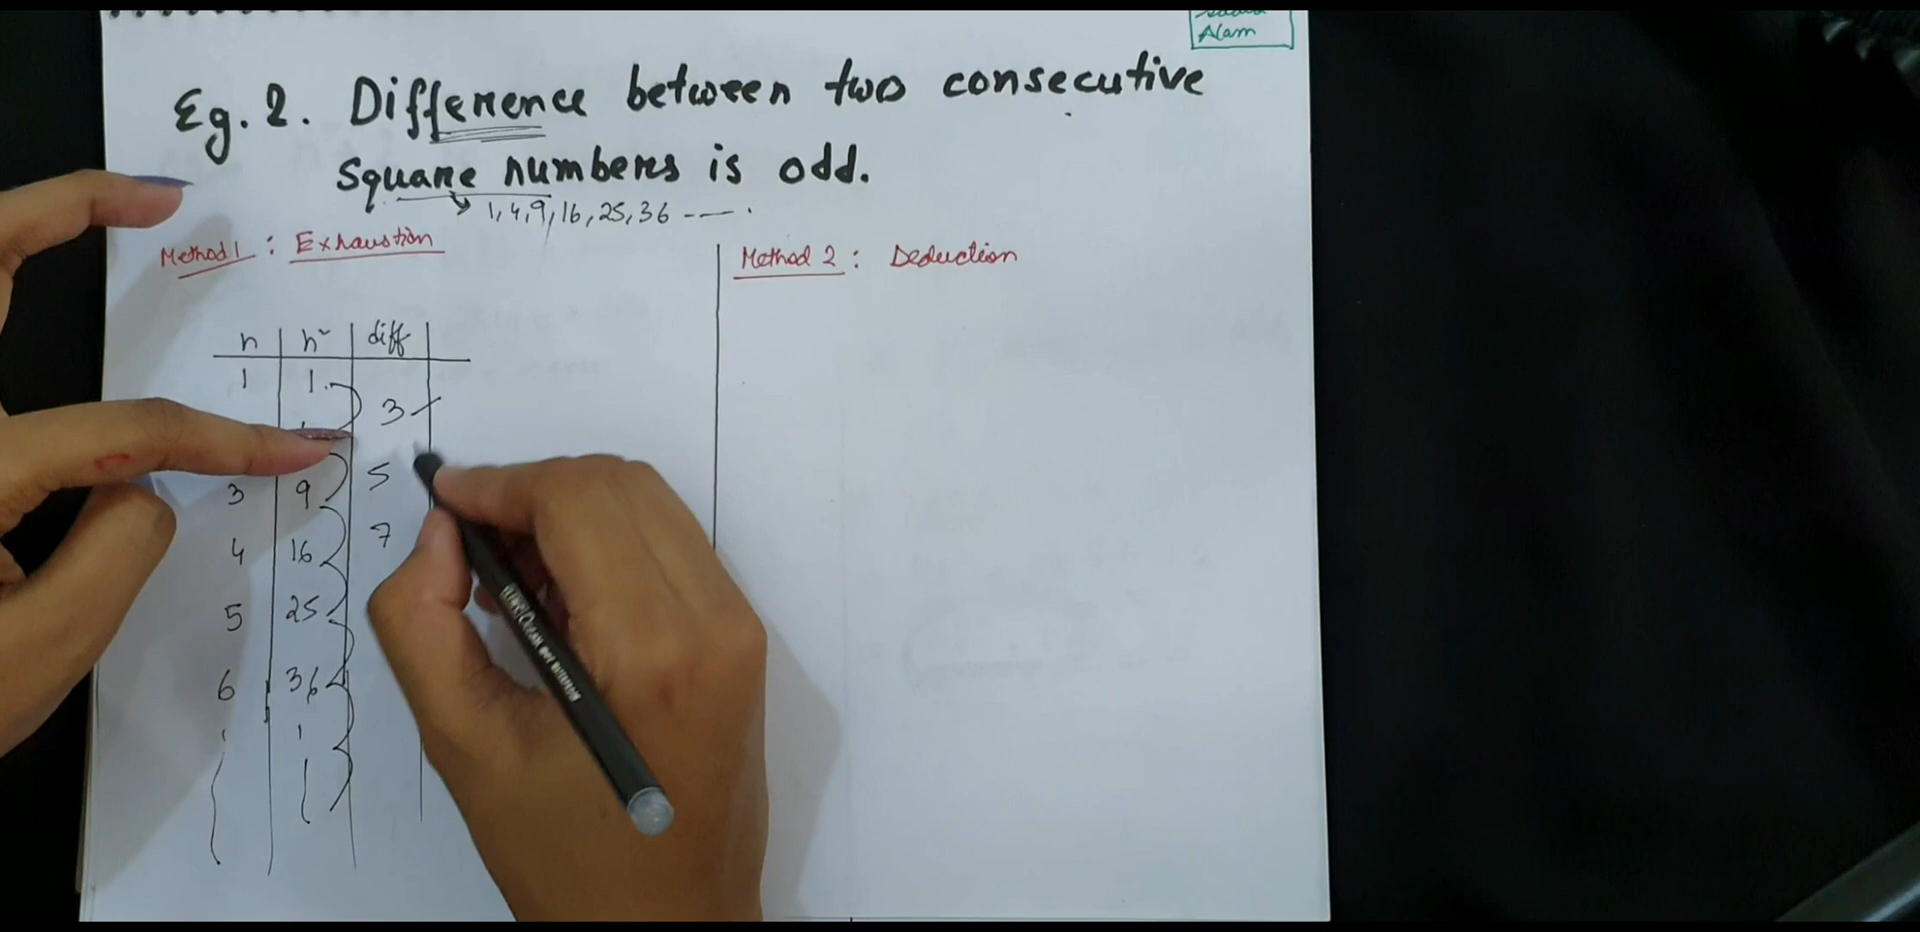 Alam
Eg. 2. Difference between two consecutive
Square numbers is odd.
1, 4, 9, 16, 25, 36 ---- .
Method 1 : Exhaustion
Method 2 : Deduction
n n² diff
1 1
3
5
3 9
7
4 16
5 25
6 36